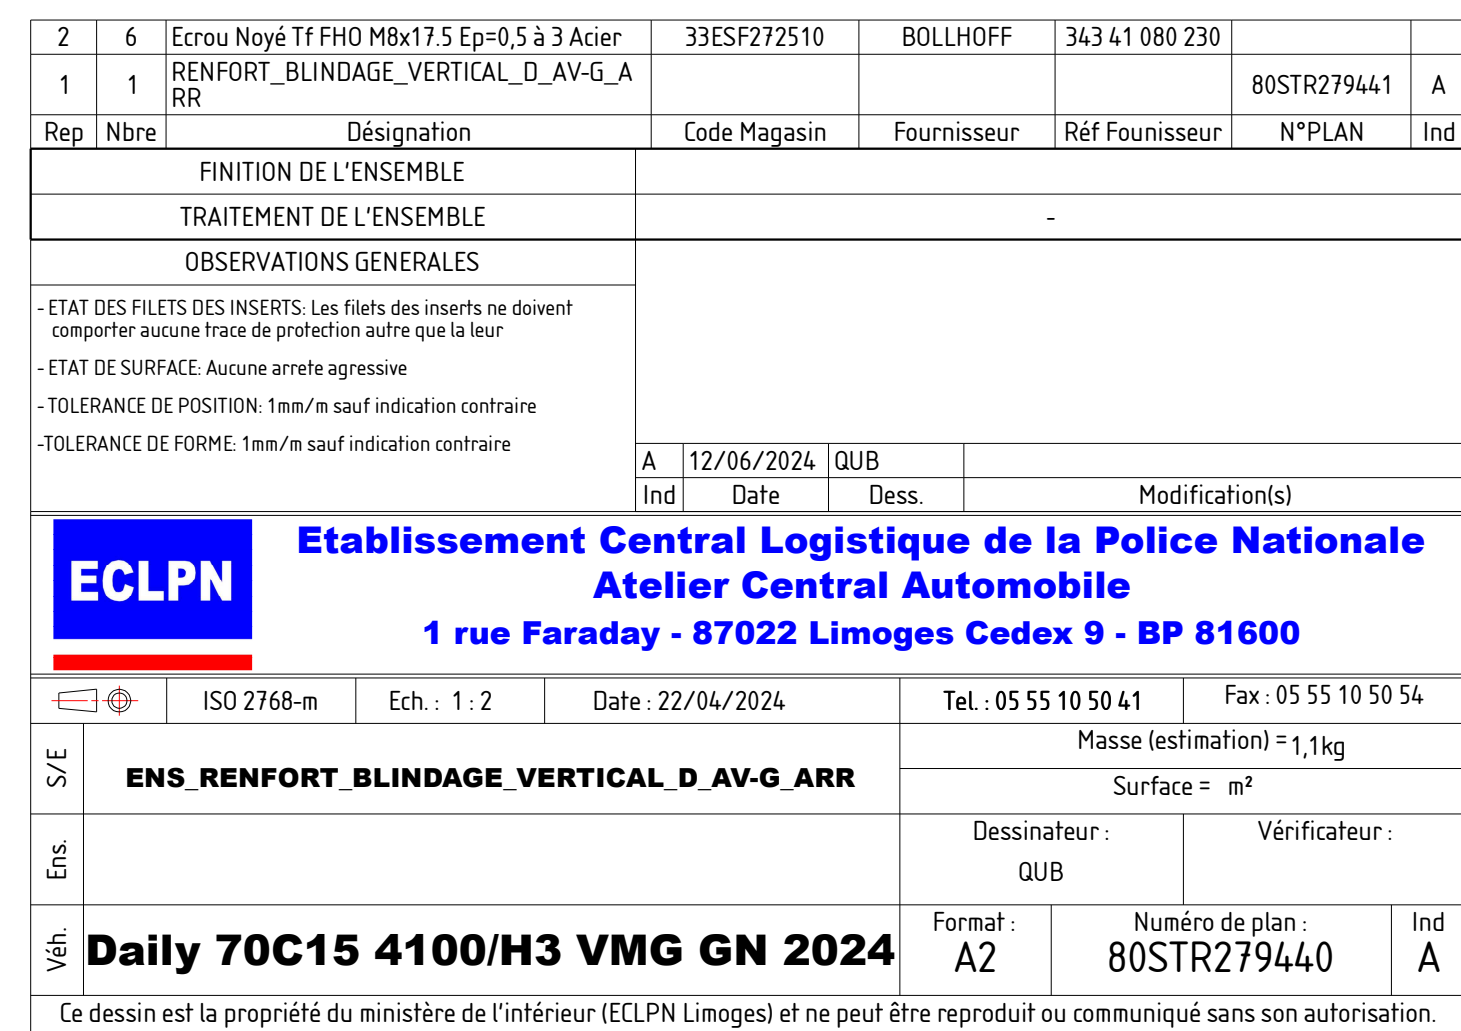 2 6 Ecrou Noyé Tf FHO M8x17.5 Ep=0,5 à 3 Acier 33ESF272510 BOLLHOFF 343 41 080 230
1 1 RENFORT_BLINDAGE_VERTICAL_D_AV-G_A
RR 80STR279441 A
Rep Nbre Désignation Code Magasin Fournisseur Réf Founisseur N°PLAN Ind
FINITION DE L'ENSEMBLE
TRAITEMENT DE L'ENSEMBLE -
OBSERVATIONS GENERALES
- ETAT DES FILETS DES INSERTS: Les filets des inserts ne doivent
comporter aucune trace de protection autre que la leur
- ETAT DE SURFACE: Aucune arrete agressive
- TOLERANCE DE POSITION: 1mm/m sauf indication contraire
-TOLERANCE DE FORME: 1mm/m sauf indication contraire
A 12/06/2024 QUB
Ind Date Dess. Modification(s)
ECLPN
Etablissement Central Logistique de la Police Nationale
Atelier Central Automobile
1 rue Faraday - 87022 Limoges Cedex 9 - BP 81600
ISO 2768-m Ech. : 1 : 2 Date : 22/04/2024 Tel. : 05 55 10 50 41 Fax : 05 55 10 50 54
S/E ENS_RENFORT_BLINDAGE_VERTICAL_D_AV-G_ARR
Masse (estimation) = 1,1kg
Surface = m²
Ens.
Dessinateur : Vérificateur :
QUB
Véh. Daily 70C15 4100/H3 VMG GN 2024
Format : Numéro de plan : Ind
A2 80STR279440 A
Ce dessin est la propriété du ministère de l'intérieur (ECLPN Limoges) et ne peut être reproduit ou communiqué sans son autorisation.